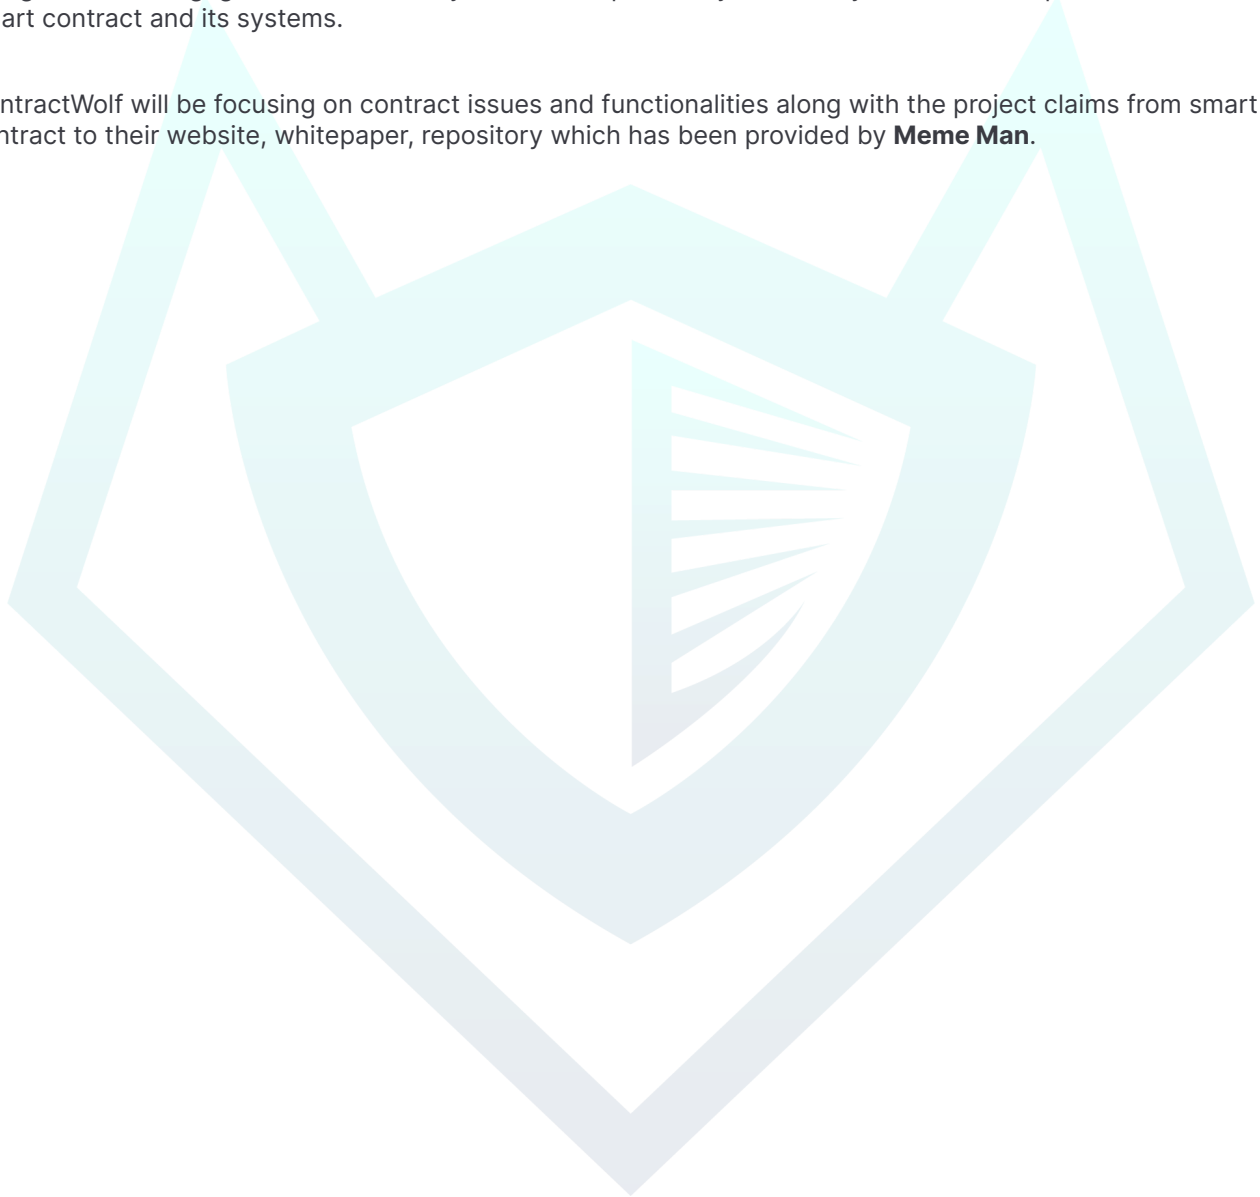 art contract and its systems.
ntractWolf will be focusing on contract issues and functionalities along with the project claims from smart
ntract to their website, whitepaper, repository which has been provided by Meme Man.